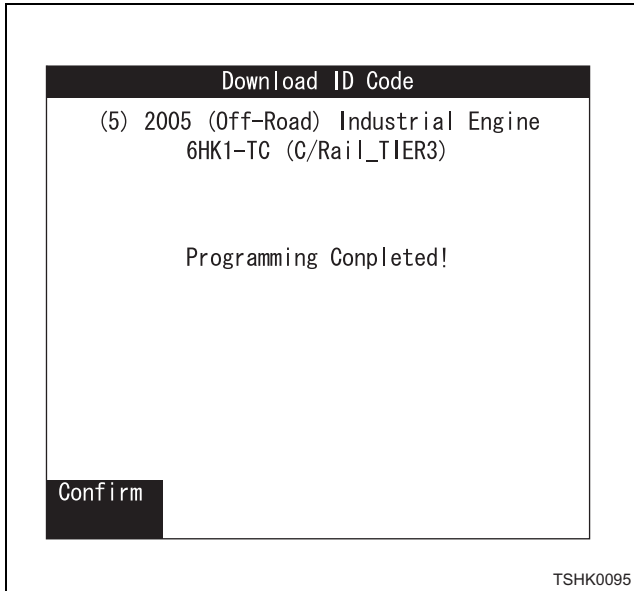 Download ID Code
(5) 2005 (Off-Road) Industrial Engine
6HK1-TC (C/Rail_TIER3)
Programming Conpleted!
Confirm
TSHK0095